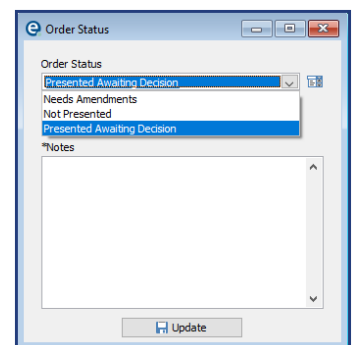 Order Status
Order Status
Presented Awaiting Decision
Needs Amendments
Not Presented
Presented Awaiting Decision
*Notes
Update